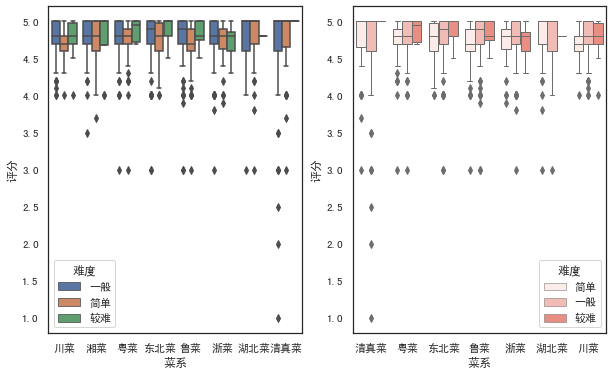 5. 0
4. 5
4. 0
3. 5
3. 0
2. 5
2. 0
1. 5
1. 0
评分
难度
一般
简单
较难
川菜 湘菜 粤菜 东北菜 鲁菜 浙菜 湖北菜 清真菜
菜系
5. 0
4. 5
4. 0
3. 5
3. 0
2. 5
2. 0
1. 5
1. 0
评分
难度
简单
一般
较难
清真菜 粤菜 东北菜 鲁菜 浙菜 湖北菜 川菜
菜系